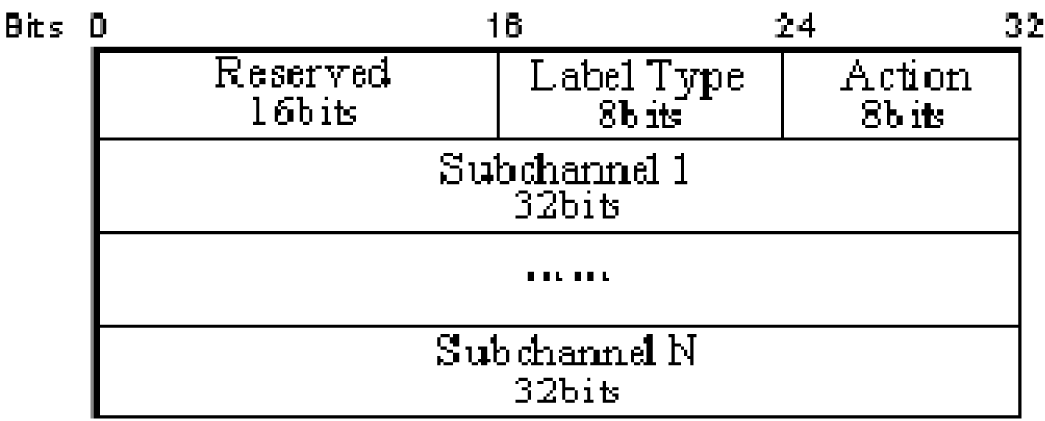 Bits 0 16 24 32
Reserved Label Type Action
16bits 8bits 8bits
Subchannel 1
32bits
... ...
Subchannel N
32bits